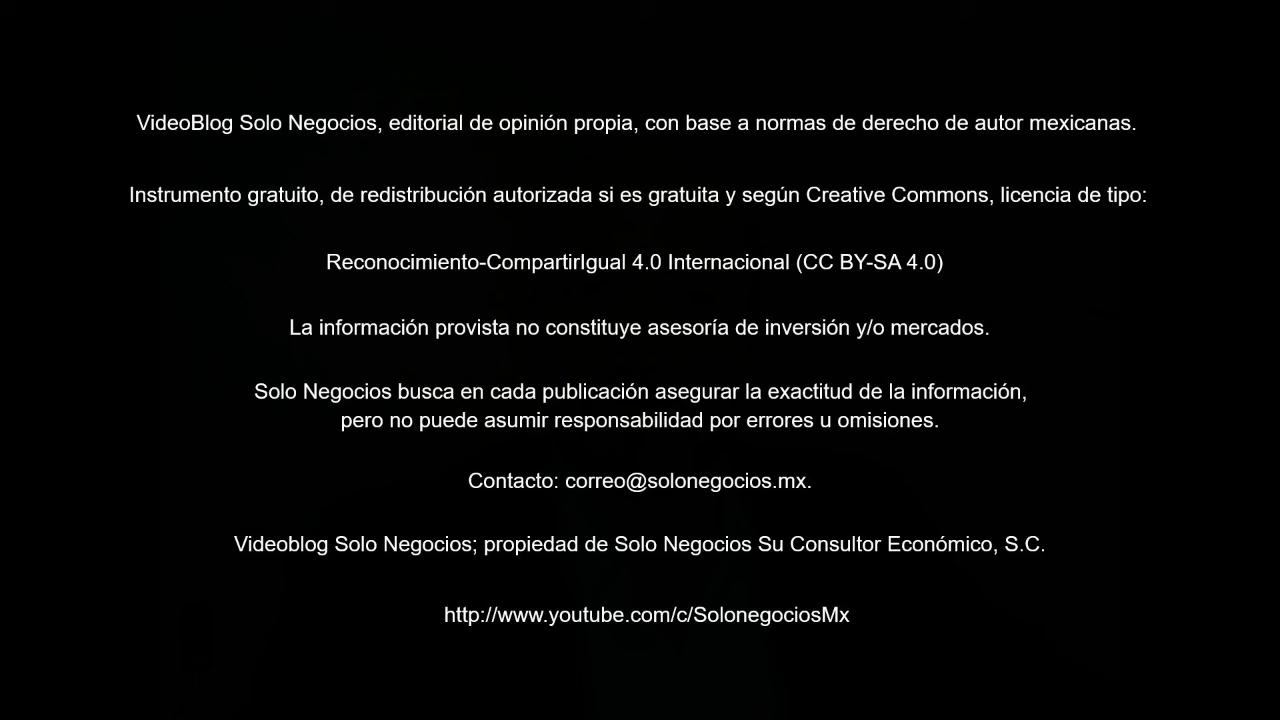 VideoBlog Solo Negocios, editorial de opinión propia, con base a normas de derecho de autor mexicanas.
Instrumento gratuito, de redistribución autorizada si es gratuita y según Creative Commons, licencia de tipo:
Reconocimiento-CompartirIgual 4.0 Internacional (CC BY-SA 4.0)
La información provista no constituye asesoría de inversión y/o mercados.
Solo Negocios busca en cada publicación asegurar la exactitud de la información,
pero no puede asumir responsabilidad por errores u omisiones.
Contacto: correo@solonegocios.mx.
Videoblog Solo Negocios; propiedad de Solo Negocios Su Consultor Económico, S.C.
http://www.youtube.com/c/SolonegociosMx